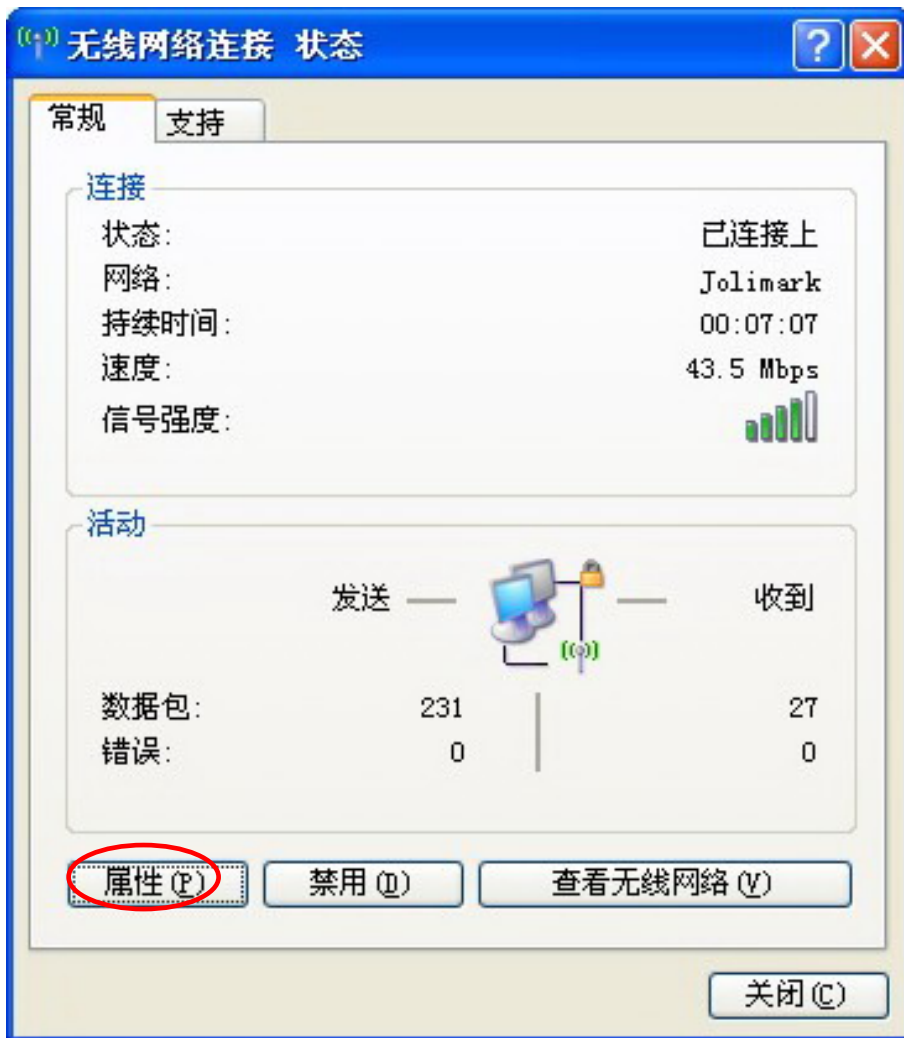 无线网络连接 状态
常规 支持
连接
状态: 已连接上
网络: Jolimark
持续时间: 00:07:07
速度: 43.5 Mbps
信号强度:
活动
发送 — — 收到
数据包: 231 27
错误: 0 0
属性(P) 禁用(D) 查看无线网络(V)
关闭(C)